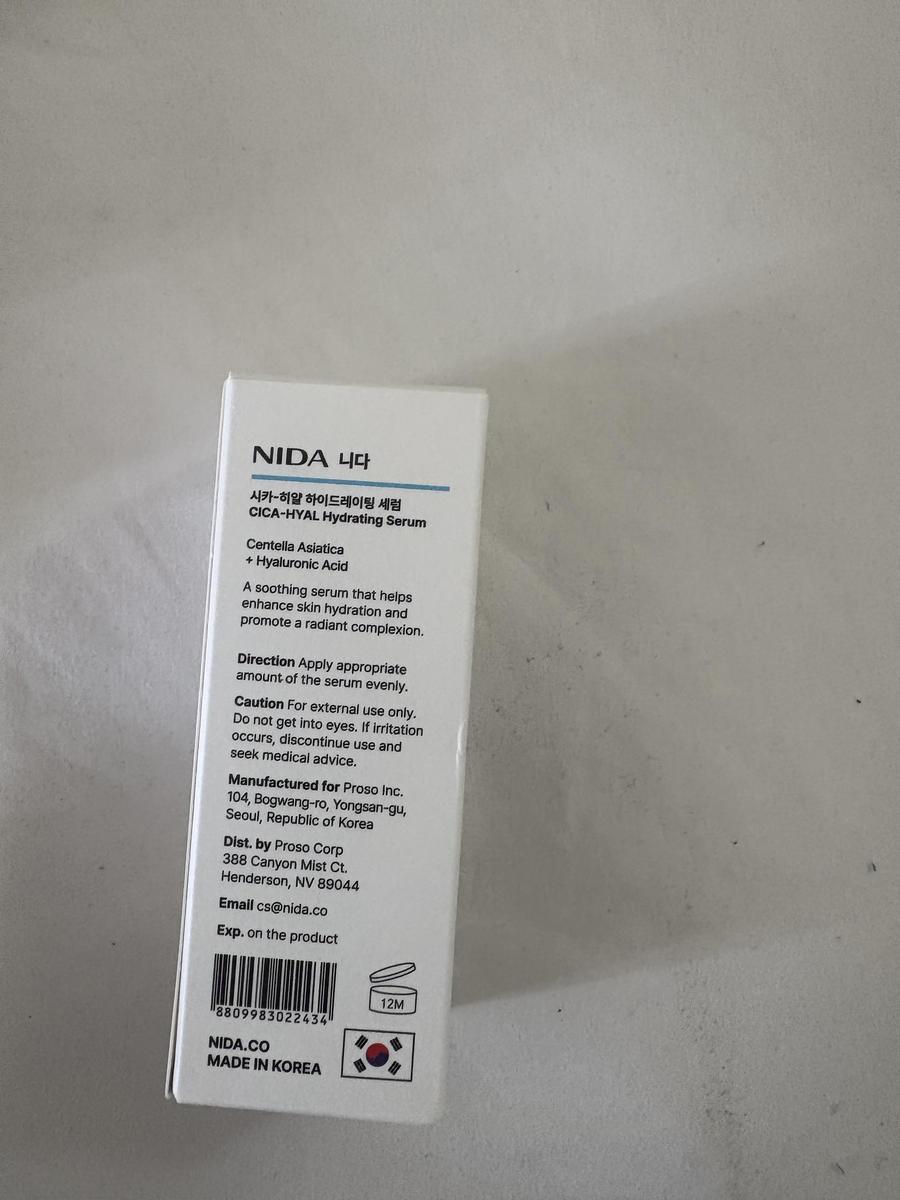 NIDA 니다
시카-히알 하이드레이팅 세럼
CICA-HYAL Hydrating Serum
Centella Asiatica
+ Hyaluronic Acid
A soothing serum that helps
enhance skin hydration and
promote a radiant complexion.
Direction Apply appropriate
amount of the serum evenly.
Caution For external use only.
Do not get into eyes. If irritation
occurs, discontinue use and
seek medical advice.
Manufactured for Proso Inc.
104, Bogwang-ro, Yongsan-gu,
Seoul, Republic of Korea
Dist. by Proso Corp
388 Canyon Mist Ct.
Henderson, NV 89044
Email cs@nida.co
Exp. on the product
12M
8809983022434
NIDA.CO
MADE IN KOREA